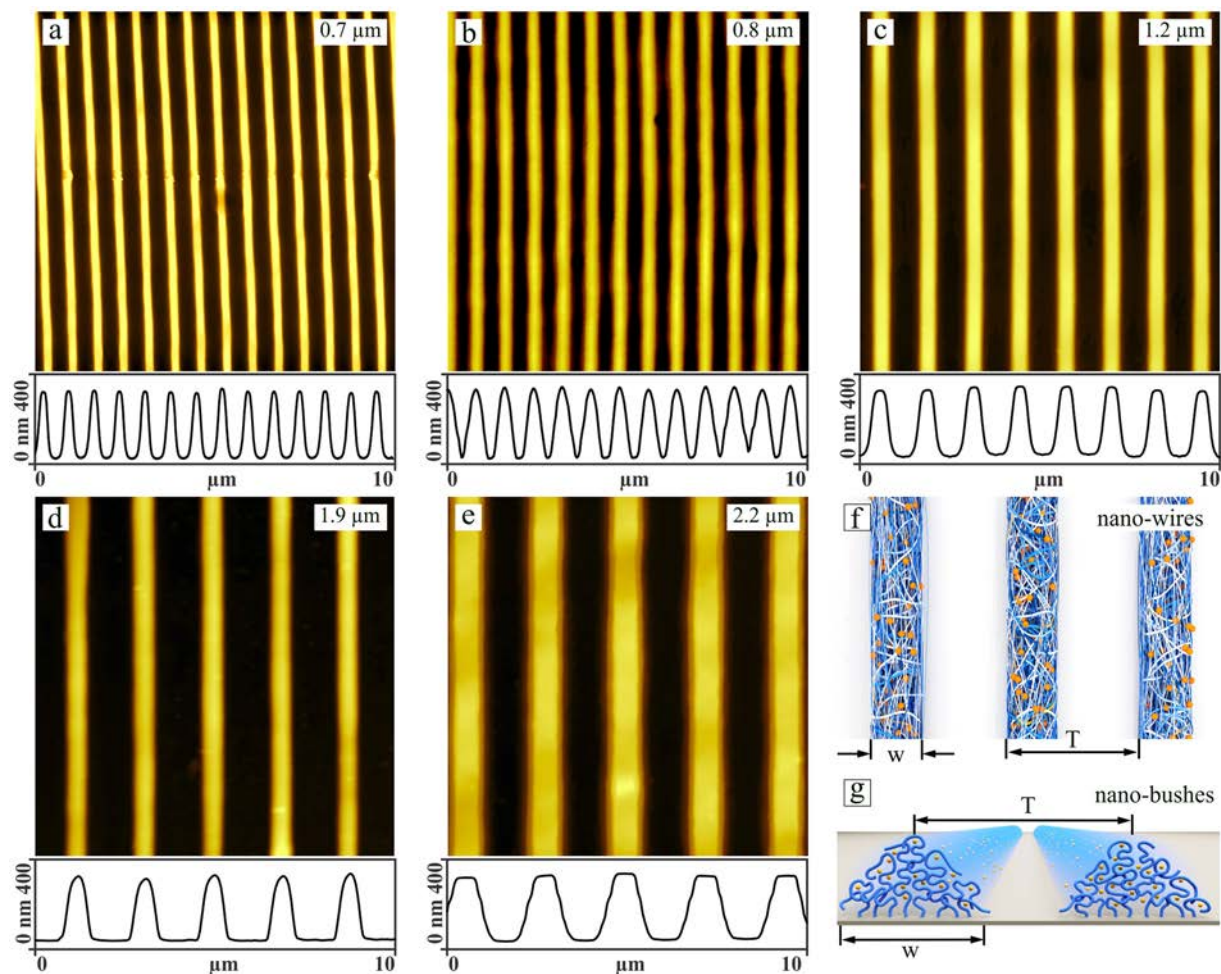 a
0.7 µm
0 nm 400
0 µm 10
b
0.8 µm
0 nm 400
0 µm 10
c
1.2 µm
0 nm 400
0 µm 10
d
1.9 µm
0 nm 400
0 µm 10
e
2.2 µm
0 nm 400
0 µm 10
f
nano-wires
w
T
g
nano-bushes
T
w